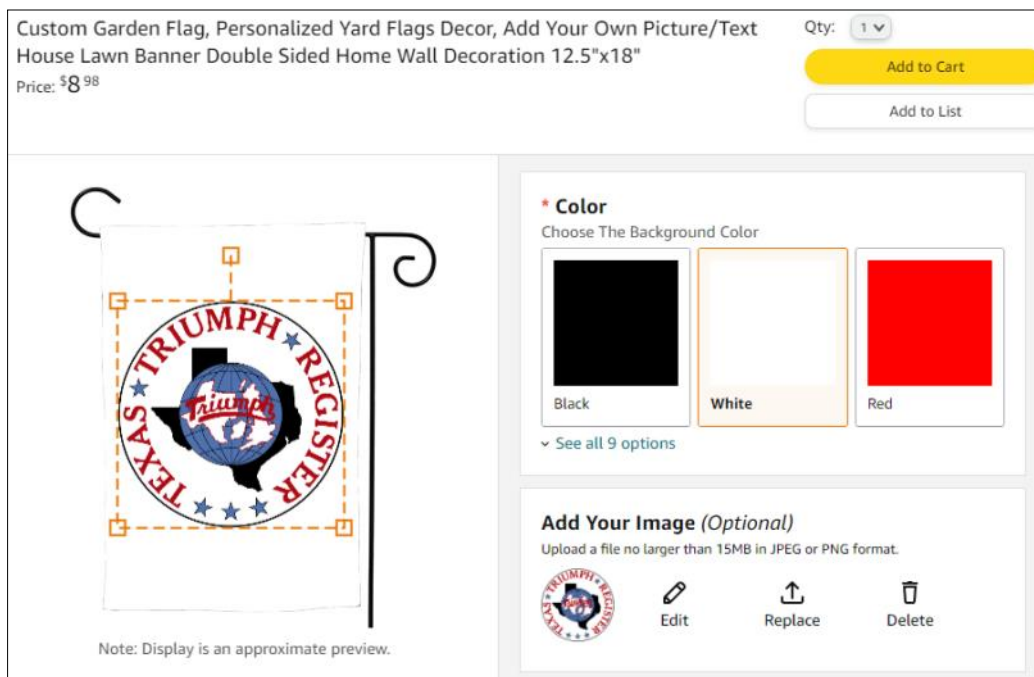 Custom Garden Flag, Personalized Yard Flags Decor, Add Your Own Picture/Text
House Lawn Banner Double Sided Home Wall Decoration 12.5"x18"
Price: $8 98
Qty: 1
Add to Cart
Add to List
TEXAS TRIUMPH REGISTER
Triumph
Note: Display is an approximate preview.
* Color
Choose The Background Color
Black
White
Red
See all 9 options
Add Your Image (Optional)
Upload a file no larger than 15MB in JPEG or PNG format.
TEXAS TRIUMPH REGISTER
Edit
Replace
Delete